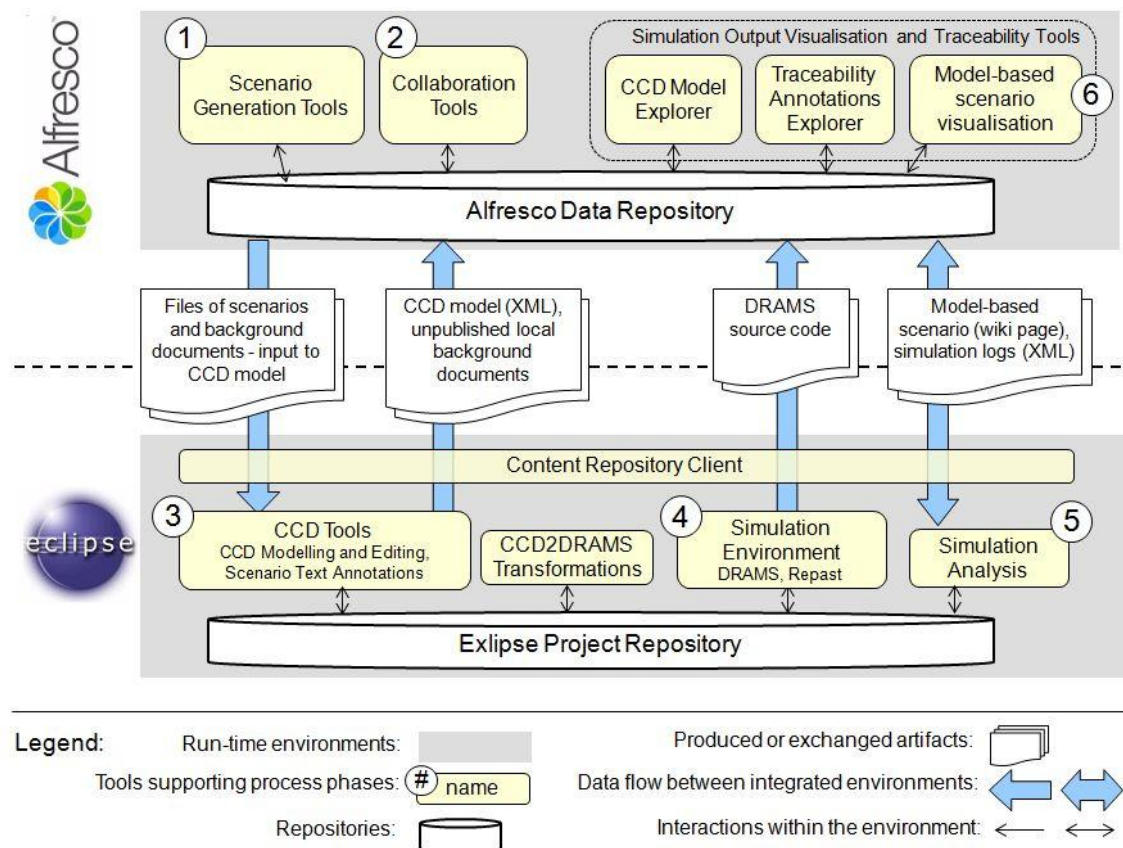 Alfresco
1
Scenario
Generation Tools
2
Collaboration
Tools
Simulation Output Visualisation and Traceability Tools
CCD Model
Explorer
Traceability
Annotations
Explorer
Model-based
scenario
visualisation
6
Alfresco Data Repository
Files of scenarios
and background
documents - input to
CCD model
CCD model (XML),
unpublished local
background
documents
DRAMS
source code
Model-based
scenario (wiki page),
simulation logs (XML)
Content Repository Client
eclipse
3
CCD Tools
CCD Modelling and Editing,
Scenario Text Annotations
CCD2DRAMS
Transformations
4
Simulation
Environment
DRAMS, Repast
5
Simulation
Analysis
Exlipse Project Repository
Legend:
Run-time environments:
Tools supporting process phases:
# name
Repositories:
Produced or exchanged artifacts:
Data flow between integrated environments:
Interactions within the environment: